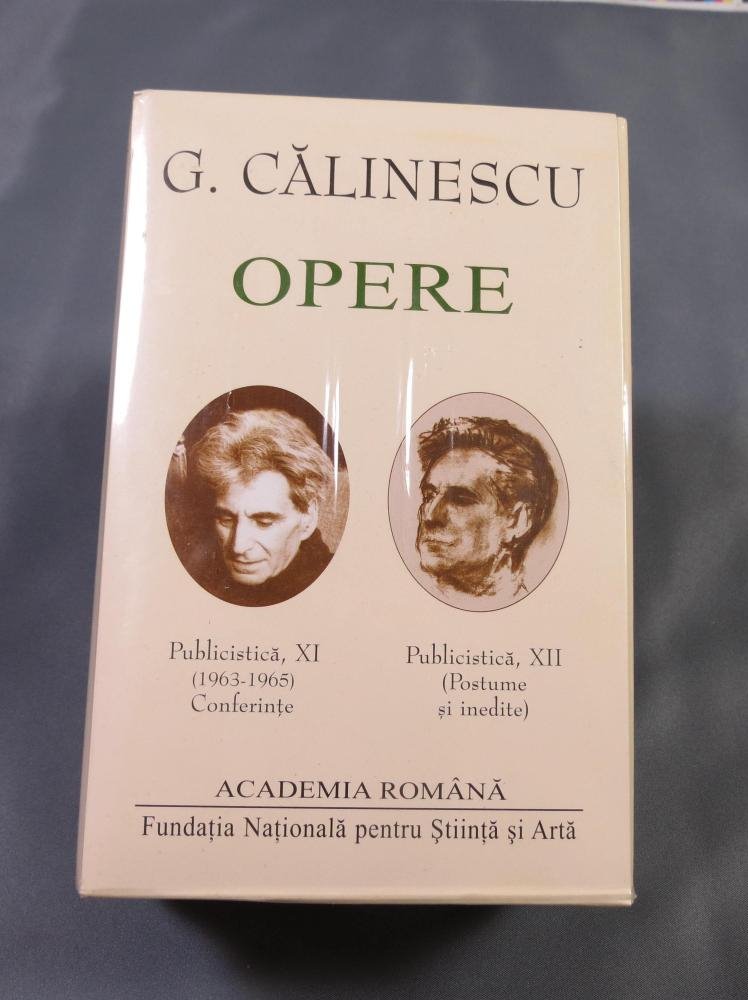 G. CĂLINESCU
OPERE
Publicistică, XI
(1963-1965)
Conferințe
Publicistică, XII
(Postume
și inedite)
ACADEMIA ROMÂNĂ
Fundația Națională pentru Știință și Artă